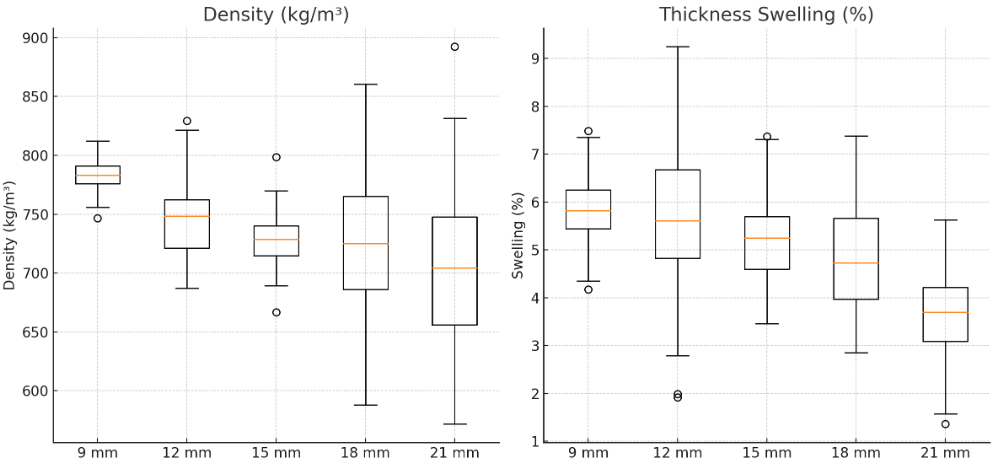 Density (kg/m³)
Density (kg/m³)
900
850
800
750
700
650
600
9 mm
12 mm
15 mm
18 mm
21 mm
Thickness Swelling (%)
Swelling (%)
9
8
7
6
5
4
3
2
1
9 mm
12 mm
15 mm
18 mm
21 mm